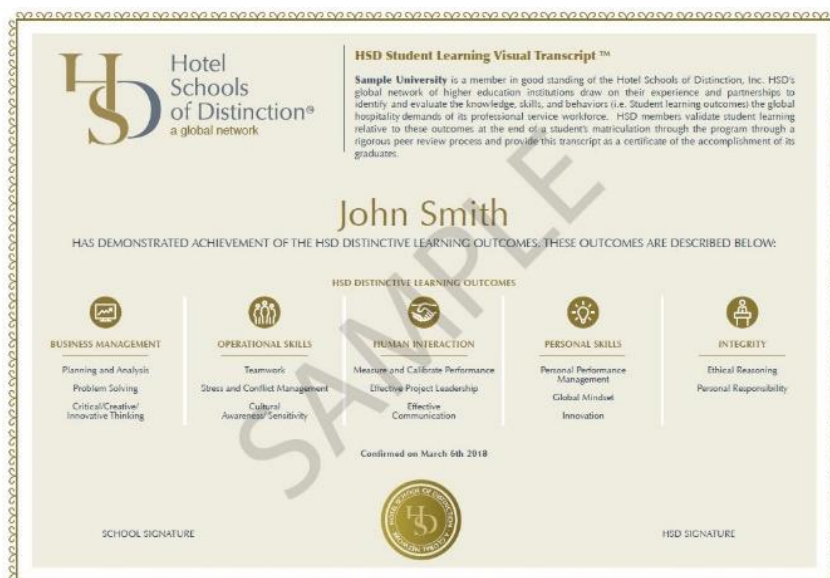 HSD
Hotel
Schools
of Distinction®
a global network
HSD Student Learning Visual Transcript ™
Sample University is a member in good standing of the Hotel Schools of Distinction, Inc. HSD's
global network of higher education institutions draw on their experience and partnerships to
identify and evaluate the knowledge, skills, and behaviors (i.e. Student learning outcomes) the global
hospitality demands of its professional service workforce. HSD members validate student learning
relative to these outcomes at the end of a student's matriculation through the program through a
rigorous peer review process and provide this transcript as a certificate of the accomplishment of its
graduates.
John Smith
HAS DEMONSTRATED ACHIEVEMENT OF THE HSD DISTINCTIVE LEARNING OUTCOMES. THESE OUTCOMES ARE DESCRIBED BELOW:
HSD DISTINCTIVE LEARNING OUTCOMES
BUSINESS MANAGEMENT
Planning and Analysis
Problem Solving
Critical/Creative/
Innovative Thinking
OPERATIONAL SKILLS
Teamwork
Stress and Conflict Management
Cultural
Awareness/Sensitivity
HUMAN INTERACTION
Measure and Calibrate Performance
Effective Project Leadership
Effective
Communication
PERSONAL SKILLS
Personal Performance
Management
Global Mindset
Innovation
INTEGRITY
Ethical Reasoning
Personal Responsibility
SAMPLE
Confirmed on March 6th 2018
SCHOOL SIGNATURE
HOTEL SCHOOL OF DISTINCTION A GLOBAL NETWORK
HSD
HSD SIGNATURE